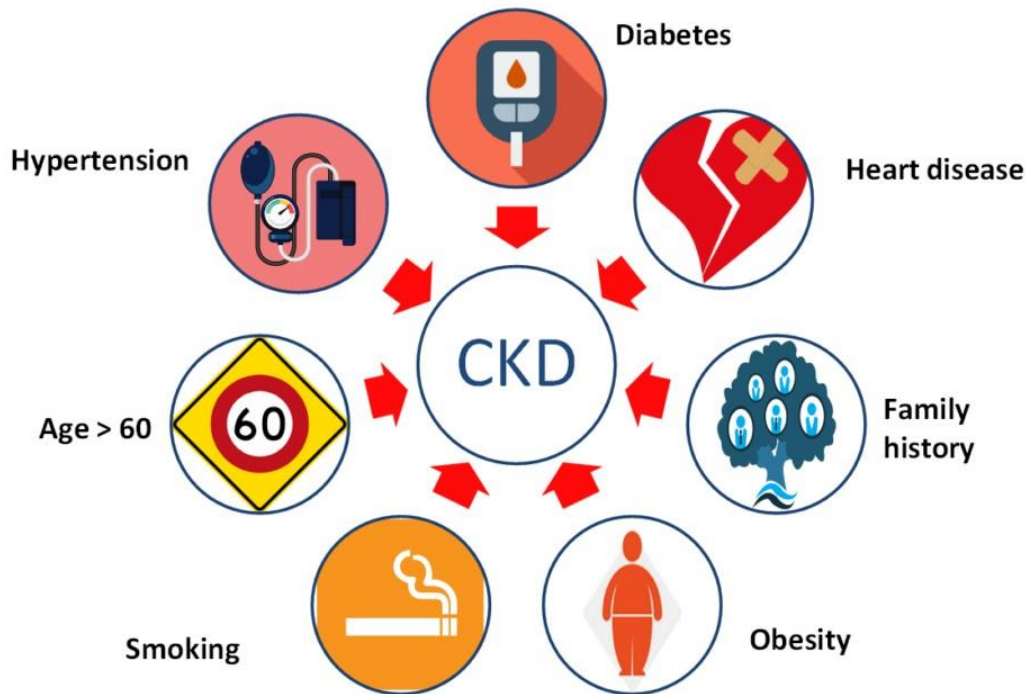 Diabetes
Hypertension
Heart disease
CKD
Age > 60
60
Family
history
Smoking
Obesity